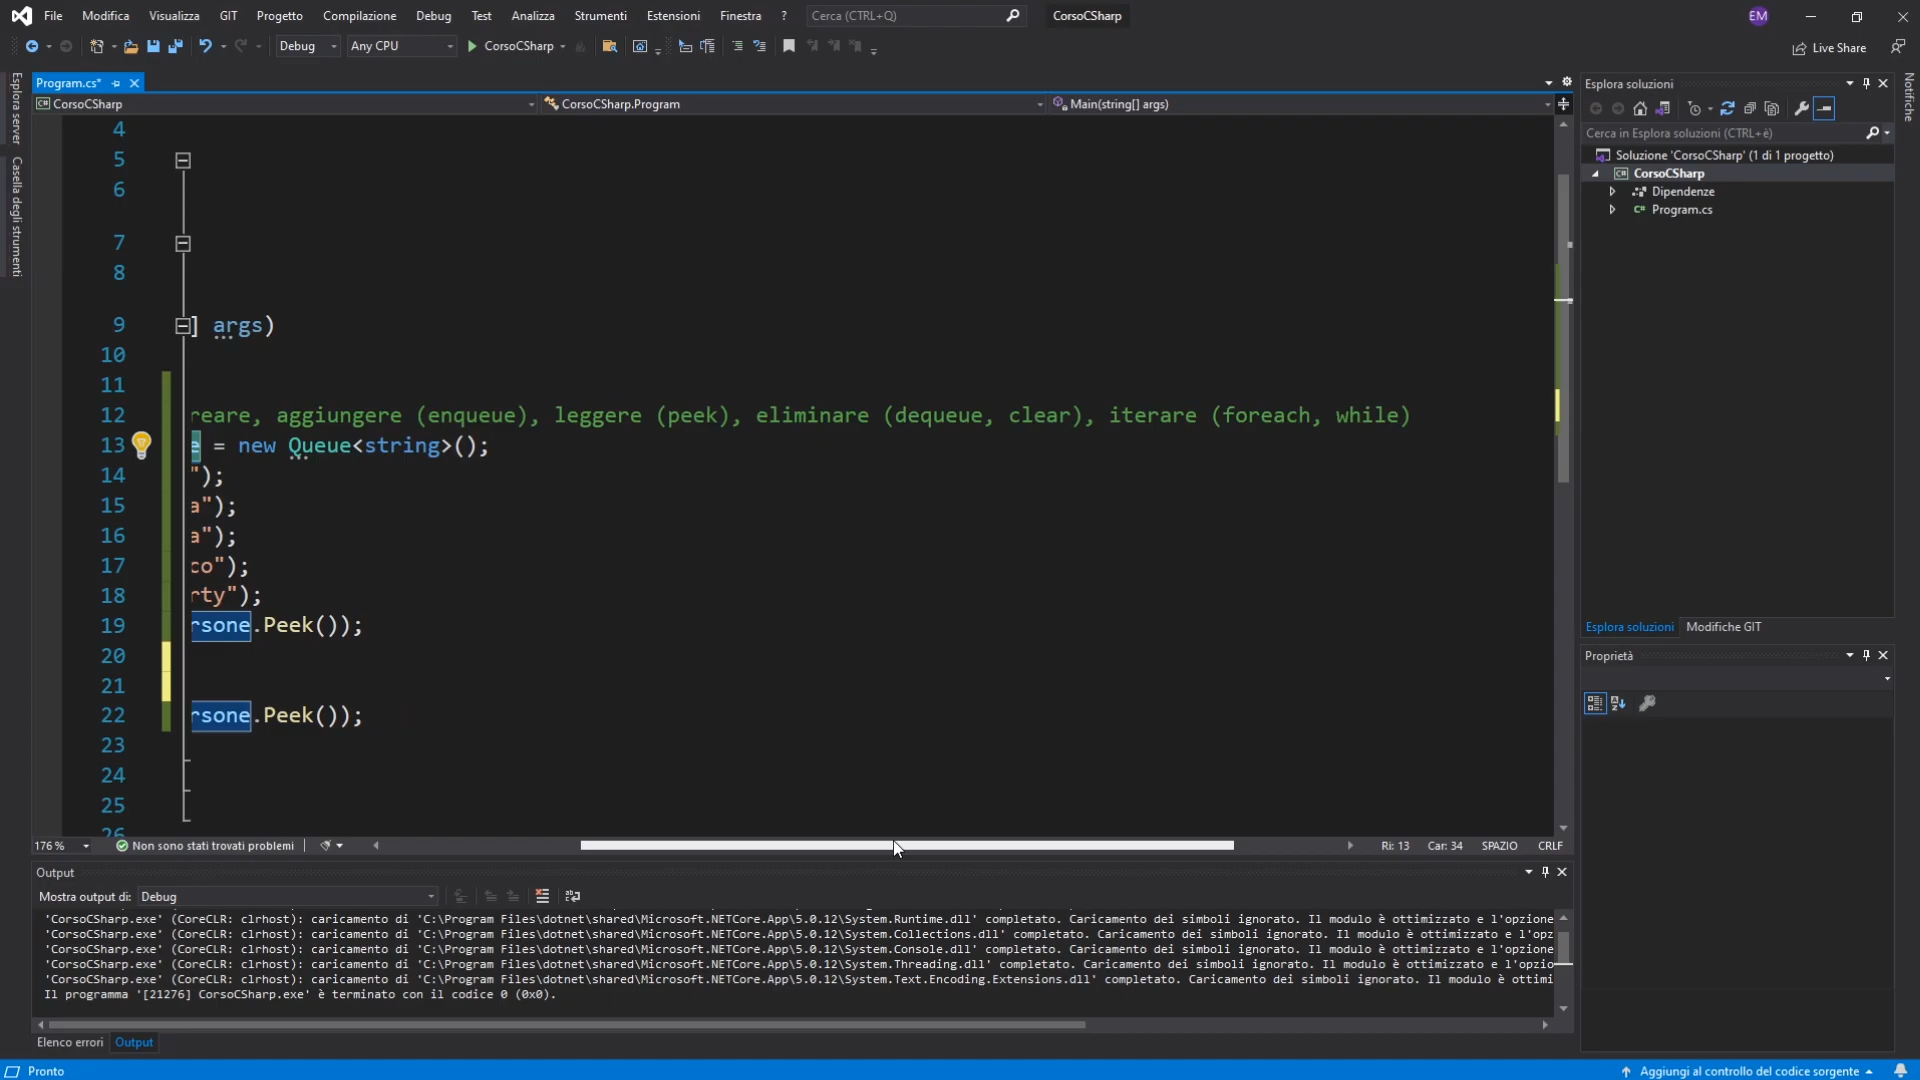 File Modifica Visualizza GIT Progetto Compilazione Debug Test Analizza Strumenti Estensioni Finestra ? Cerca (CTRL+Q) CorsoCSharp EM
Debug Any CPU CorsoCSharp Live Share
Esplora server
Casella degli strumenti
Program.cs*
CorsoCSharp CorsoCSharp.Program Main(string[] args)
4
5
6
7
8
9 ] args)
10
11
12 reare, aggiungere (enqueue), leggere (peek), eliminare (dequeue, clear), iterare (foreach, while)
13 e = new Queue<string>();
14 ");
15 a");
16 a");
17 co");
18 rty");
19 rsone.Peek());
20
21
22 rsone.Peek());
23
24
25
26
176 % Non sono stati trovati problemi Ri: 13 Car: 34 SPAZIO CRLF
Output
Mostra output di: Debug
'CorsoCSharp.exe' (CoreCLR: clrhost): caricamento di 'C:\Program Files\dotnet\shared\Microsoft.NETCore.App\5.0.12\System.Runtime.dll' completato. Caricamento dei simboli ignorato. Il modulo è ottimizzato e l'opzione
'CorsoCSharp.exe' (CoreCLR: clrhost): caricamento di 'C:\Program Files\dotnet\shared\Microsoft.NETCore.App\5.0.12\System.Collections.dll' completato. Caricamento dei simboli ignorato. Il modulo è ottimizzato e l'opz
'CorsoCSharp.exe' (CoreCLR: clrhost): caricamento di 'C:\Program Files\dotnet\shared\Microsoft.NETCore.App\5.0.12\System.Console.dll' completato. Caricamento dei simboli ignorato. Il modulo è ottimizzato e l'opzione
'CorsoCSharp.exe' (CoreCLR: clrhost): caricamento di 'C:\Program Files\dotnet\shared\Microsoft.NETCore.App\5.0.12\System.Threading.dll' completato. Caricamento dei simboli ignorato. Il modulo è ottimizzato e l'opzio
'CorsoCSharp.exe' (CoreCLR: clrhost): caricamento di 'C:\Program Files\dotnet\shared\Microsoft.NETCore.App\5.0.12\System.Text.Encoding.Extensions.dll' completato. Caricamento dei simboli ignorato. Il modulo è ottimi
Il programma '[21276] CorsoCSharp.exe' è terminato con il codice 0 (0x0).
Elenco errori Output
Esplora soluzioni
Cerca in Esplora soluzioni (CTRL+è)
Soluzione 'CorsoCSharp' (1 di 1 progetto)
CorsoCSharp
Dipendenze
Program.cs
Esplora soluzioni Modifiche GIT
Proprietà
Notifiche
Pronto Aggiungi al controllo del codice sorgente